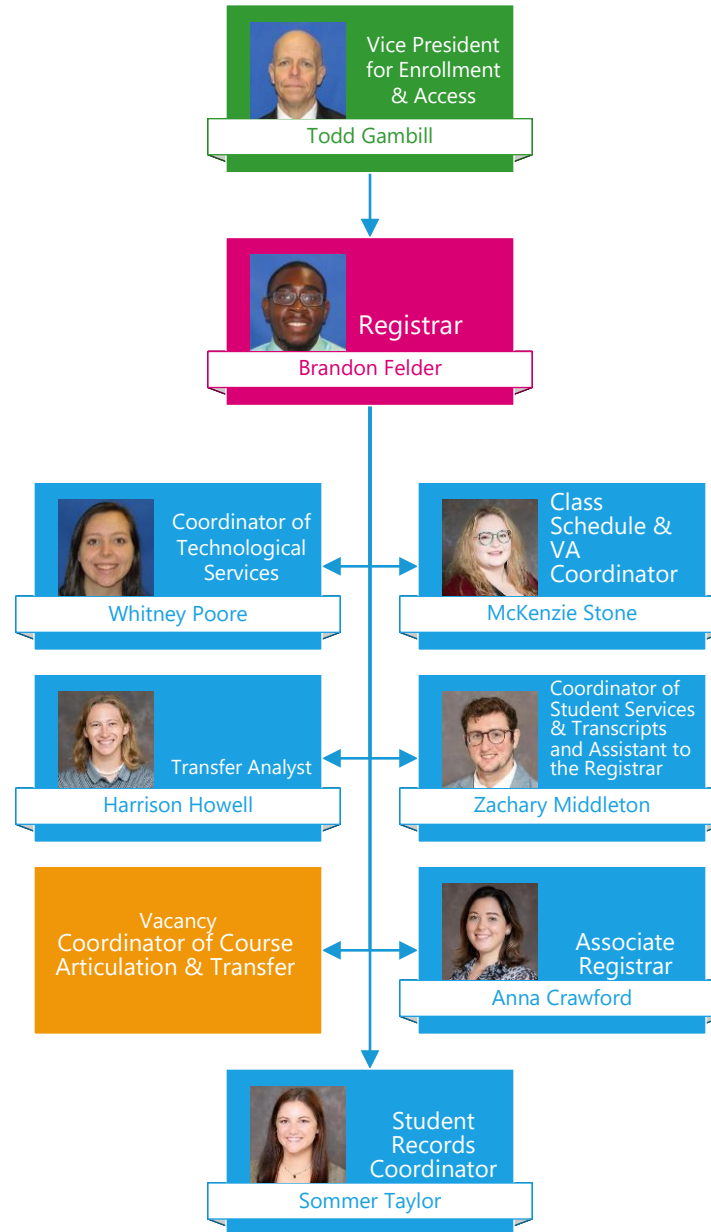 Vice President
for Enrollment
& Access
Todd Gambill
Registrar
Brandon Felder
Coordinator of
Technological
Services
Whitney Poore
Class
Schedule &
VA
Coordinator
McKenzie Stone
Transfer Analyst
Harrison Howell
Coordinator of
Student Services
& Transcripts
and Assistant to
the Registrar
Zachary Middleton
Vacancy
Coordinator of Course
Articulation & Transfer
Associate
Registrar
Anna Crawford
Student
Records
Coordinator
Sommer Taylor